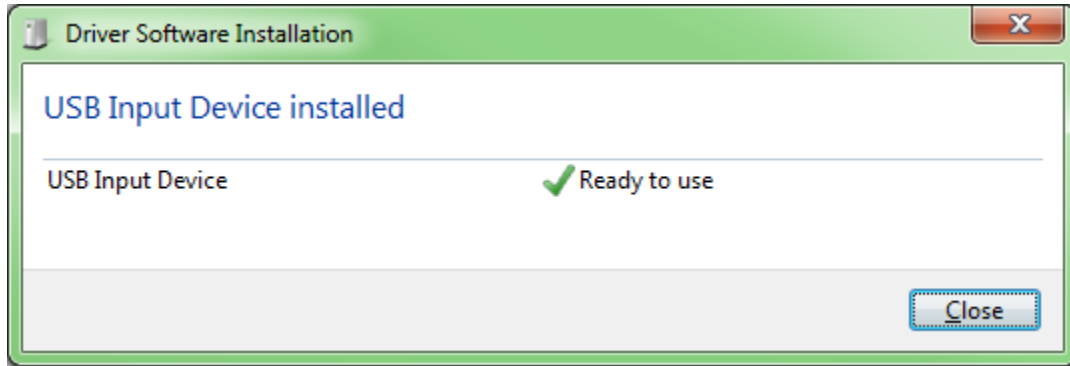 Driver Software Installation
USB Input Device installed
USB Input Device Ready to use
Close